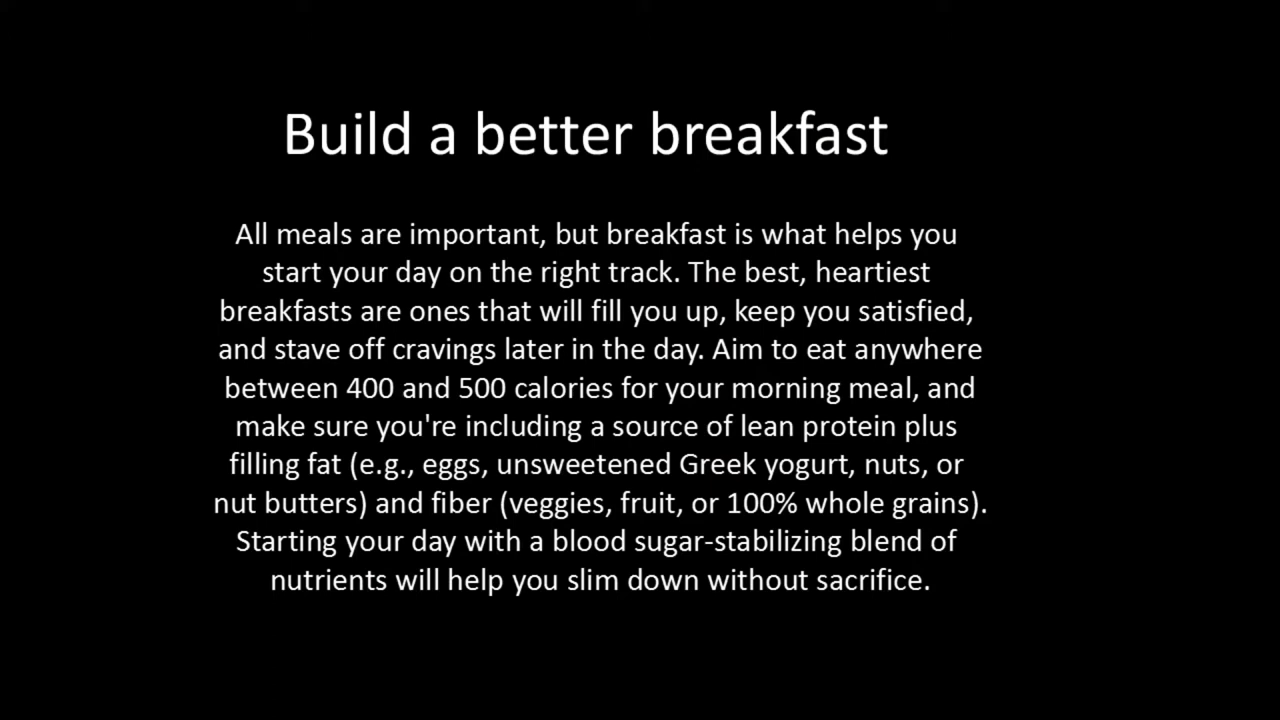 Build a better breakfast
All meals are important, but breakfast is what helps you
start your day on the right track. The best, heartiest
breakfasts are ones that will fill you up, keep you satisfied,
and stave off cravings later in the day. Aim to eat anywhere
between 400 and 500 calories for your morning meal, and
make sure you're including a source of lean protein plus
filling fat (e.g., eggs, unsweetened Greek yogurt, nuts, or
nut butters) and fiber (veggies, fruit, or 100% whole grains).
Starting your day with a blood sugar-stabilizing blend of
nutrients will help you slim down without sacrifice.